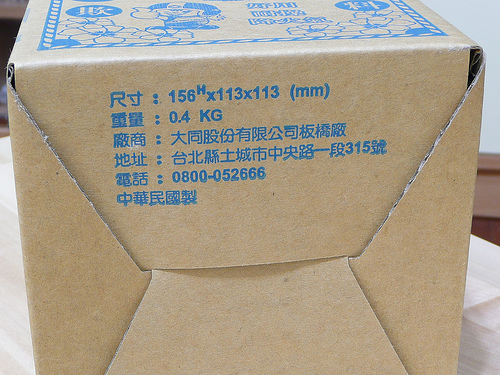 歡
科
尺寸：156Hx113x113 (mm)
重量：0.4 KG
廠商：大同股份有限公司板橋廠
地址：台北縣土城市中央路一段315號
電話：0800-052666
中華民國製